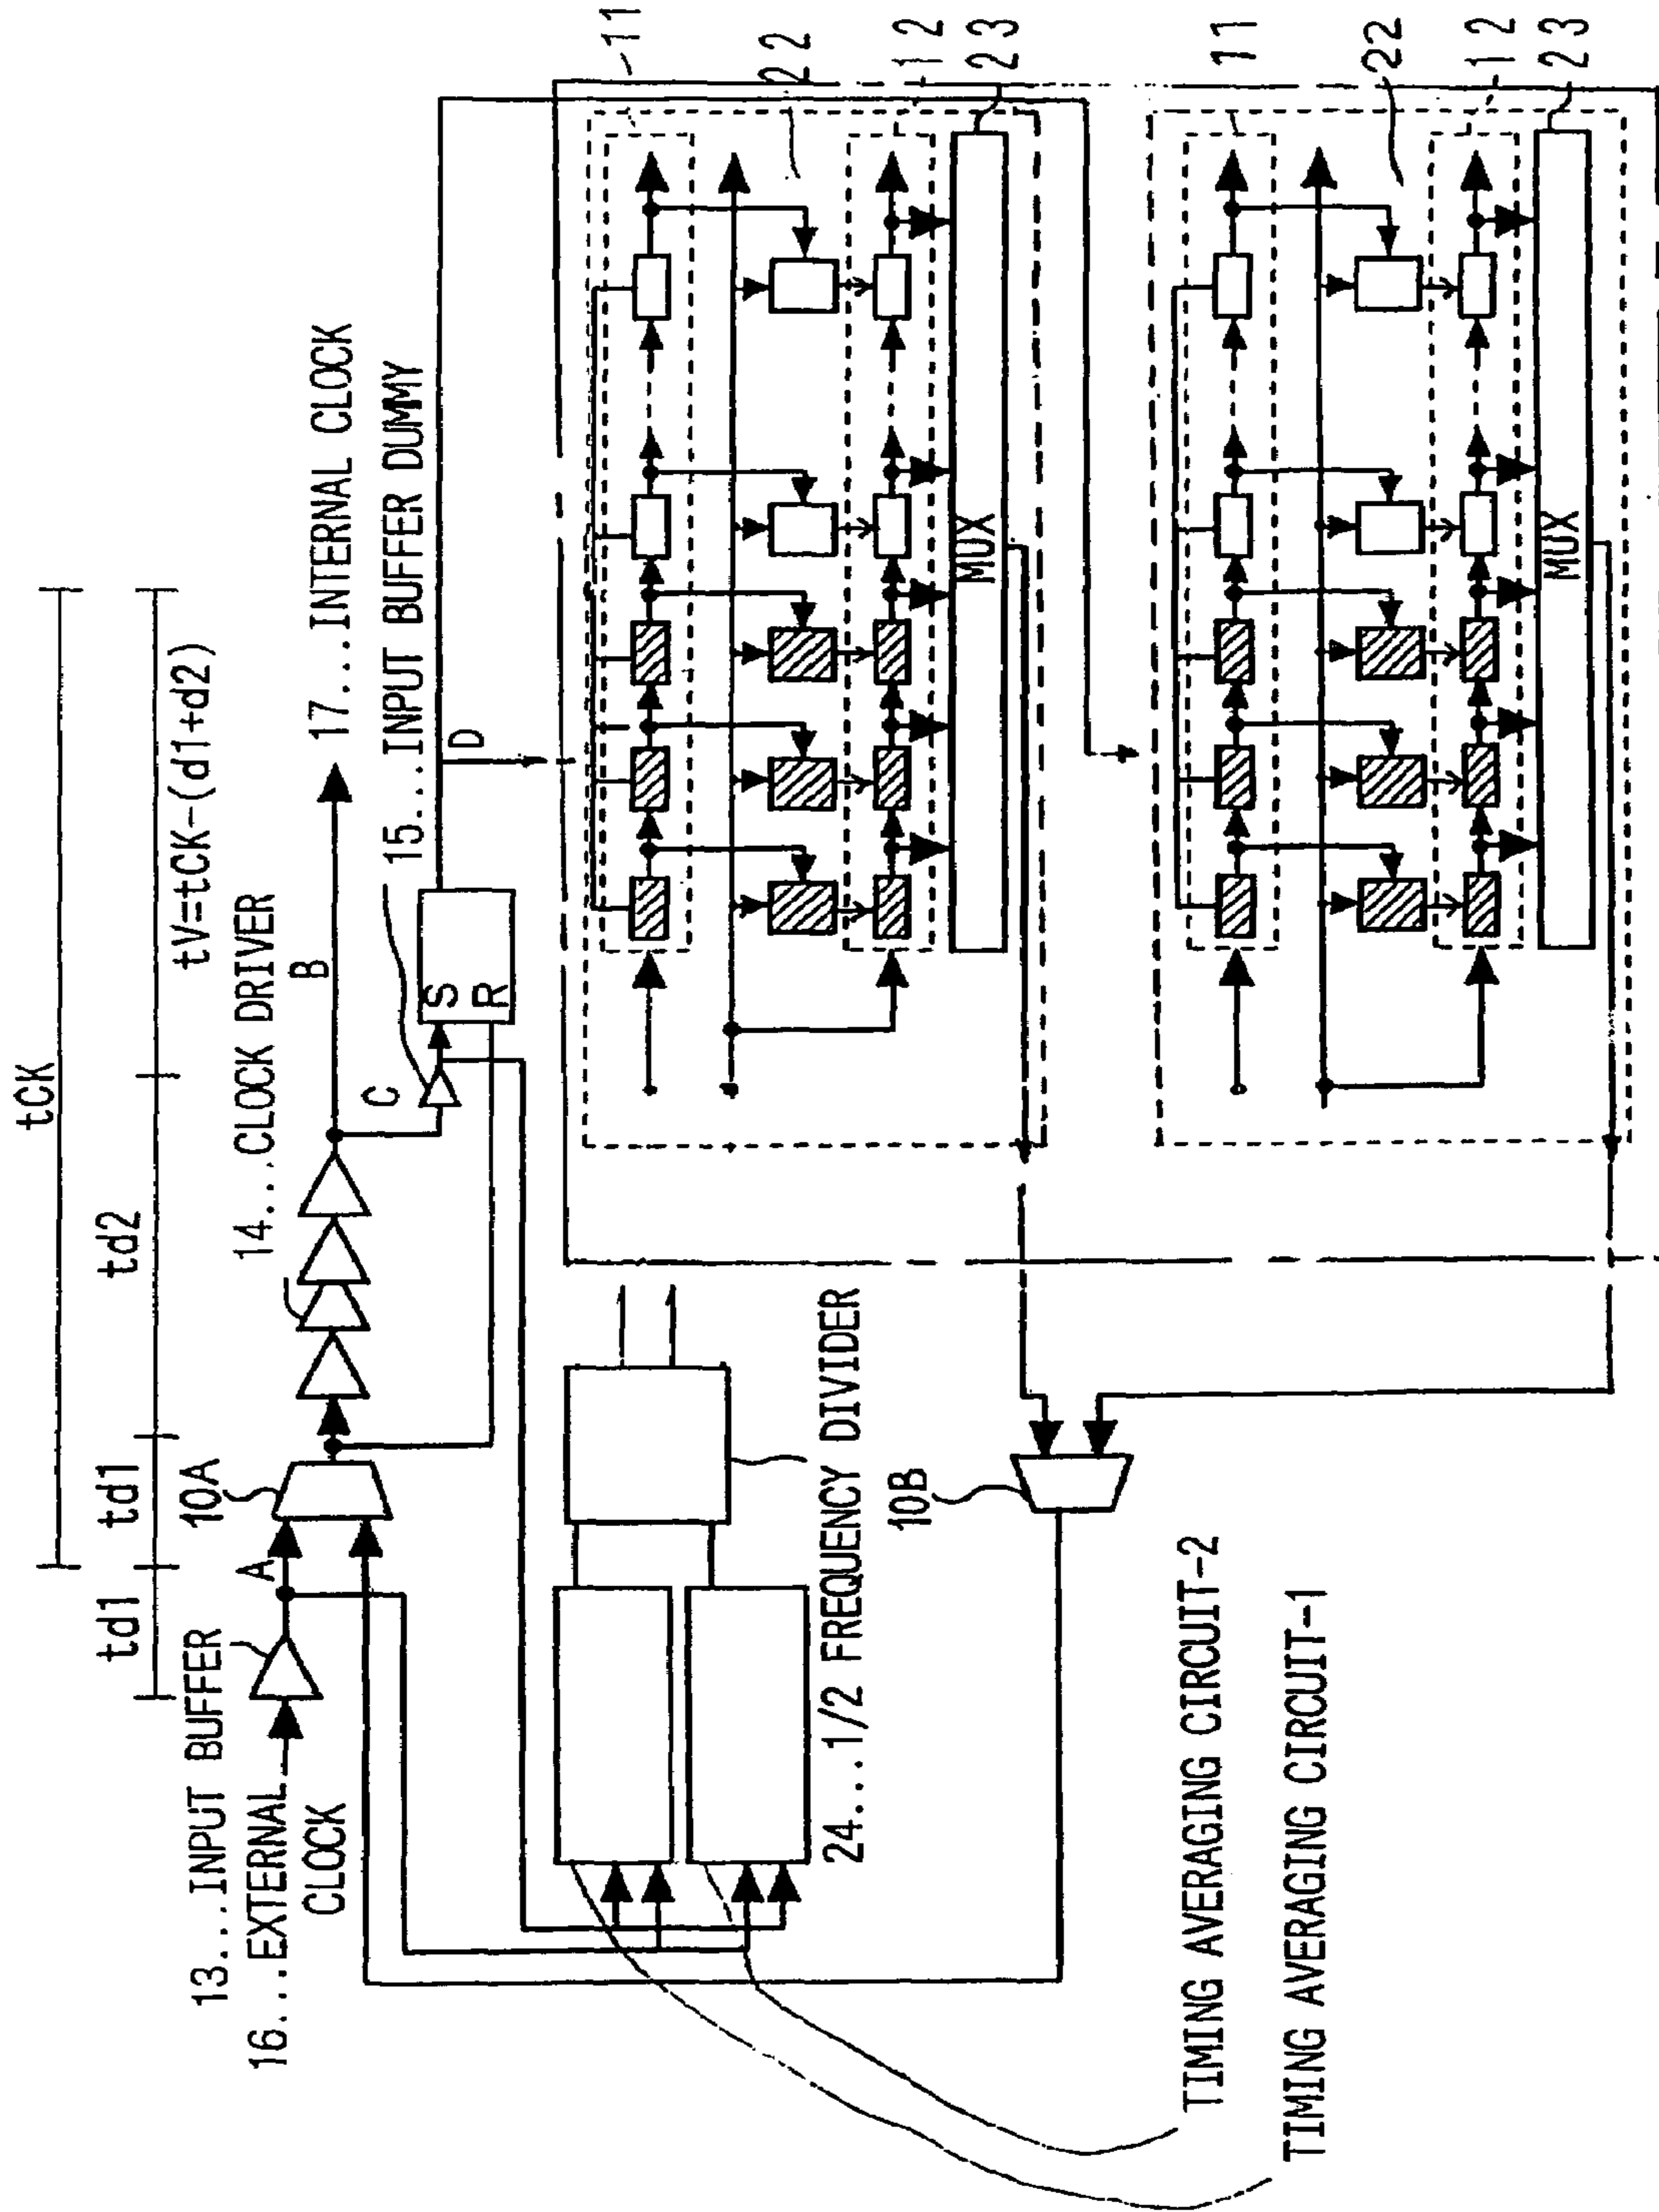 tCK
td1
td1
td2
tV=tCK-(d1+d2)
13...INPUT BUFFER
16...EXTERNAL
CLOCK
A
10A
14...CLOCK DRIVER
B
17...INTERNAL CLOCK
C
15...INPUT BUFFER DUMMY
S
R
D
11
22
12
23
MUX
24...1/2 FREQUENCY DIVIDER
10B
11
22
12
23
MUX
TIMING AVERAGING CIRCUIT-2
TIMING AVERAGING CIRCUIT-1